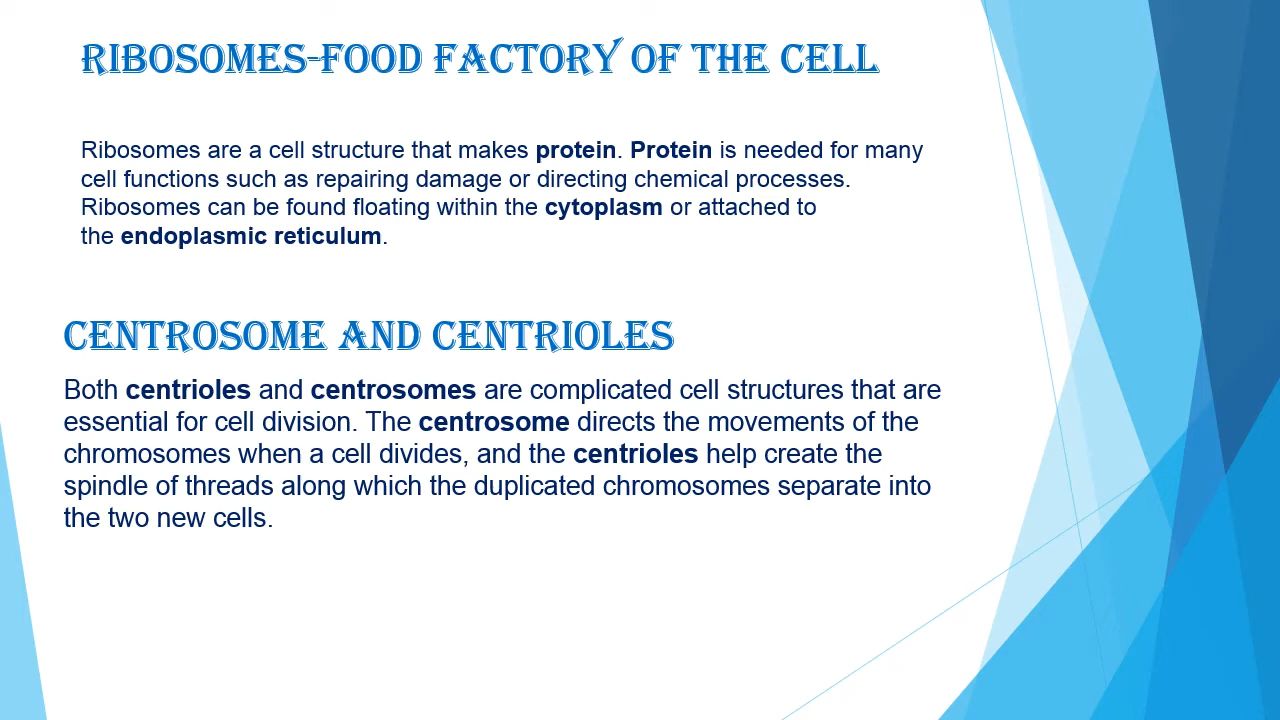 RIBOSOMES-FOOD FACTORY OF THE CELL
Ribosomes are a cell structure that makes protein. Protein is needed for many
cell functions such as repairing damage or directing chemical processes.
Ribosomes can be found floating within the cytoplasm or attached to
the endoplasmic reticulum.
CENTROSOME AND CENTRIOLES
Both centrioles and centrosomes are complicated cell structures that are
essential for cell division. The centrosome directs the movements of the
chromosomes when a cell divides, and the centrioles help create the
spindle of threads along which the duplicated chromosomes separate into
the two new cells.